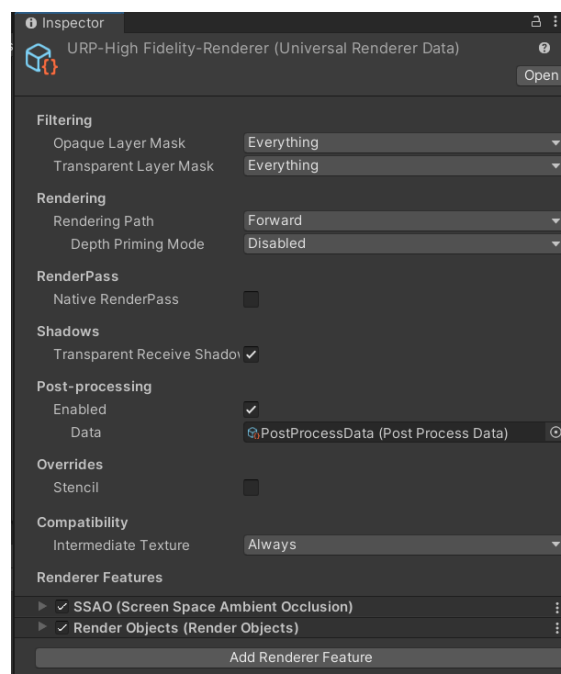 Inspector
URP-High Fidelity-Renderer (Universal Renderer Data)
Open
Filtering
Opaque Layer Mask Everything
Transparent Layer Mask Everything
Rendering
Rendering Path Forward
Depth Priming Mode Disabled
RenderPass
Native RenderPass
Shadows
Transparent Receive Shadov
Post-processing
Enabled
Data PostProcessData (Post Process Data)
Overrides
Stencil
Compatibility
Intermediate Texture Always
Renderer Features
SSAO (Screen Space Ambient Occlusion)
Render Objects (Render Objects)
Add Renderer Feature